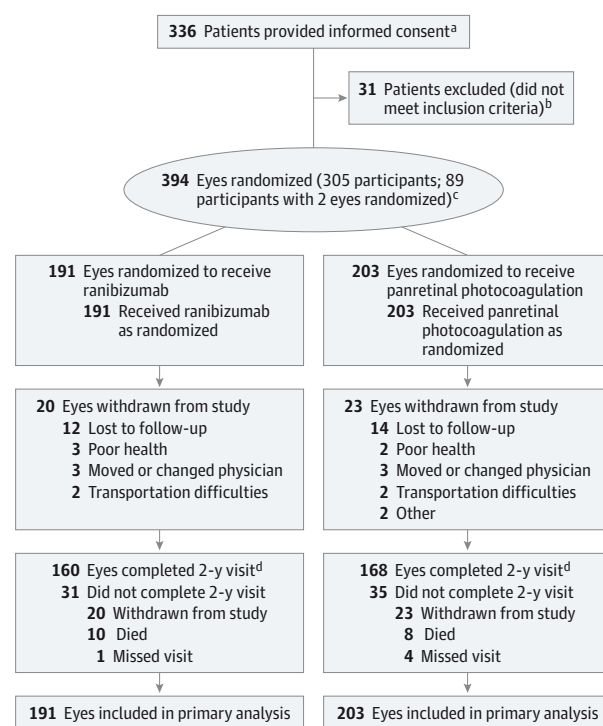 336 Patients provided informed consentᵃ
31 Patients excluded (did not
meet inclusion criteria)ᵇ
394 Eyes randomized (305 participants; 89
participants with 2 eyes randomized)ᶜ
191 Eyes randomized to receive
ranibizumab
191 Received ranibizumab
as randomized
203 Eyes randomized to receive
panretinal photocoagulation
203 Received panretinal
photocoagulation as
randomized
20 Eyes withdrawn from study
12 Lost to follow-up
3 Poor health
3 Moved or changed physician
2 Transportation difficulties
23 Eyes withdrawn from study
14 Lost to follow-up
2 Poor health
3 Moved or changed physician
2 Transportation difficulties
2 Other
160 Eyes completed 2-y visitᵈ
31 Did not complete 2-y visit
20 Withdrawn from study
10 Died
1 Missed visit
168 Eyes completed 2-y visitᵈ
35 Did not complete 2-y visit
23 Withdrawn from study
8 Died
4 Missed visit
191 Eyes included in primary analysis
203 Eyes included in primary analysis